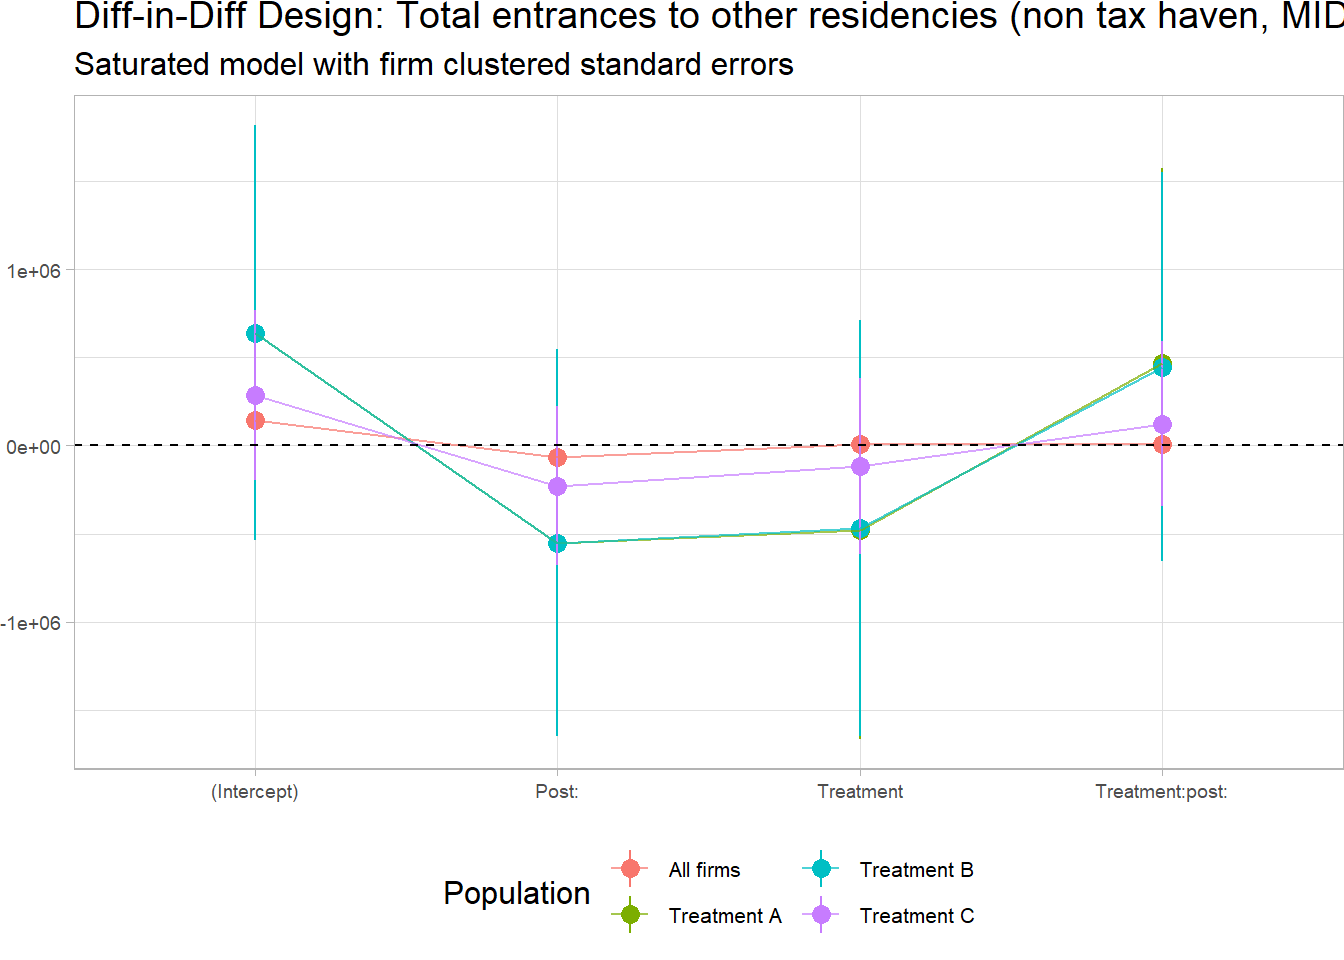 Diff-in-Diff Design: Total entrances to other residencies (non tax haven, MID
Saturated model with firm clustered standard errors
1e+06
0e+00
-1e+06
(Intercept) Post: Treatment Treatment:post:
Population
All firms Treatment B
Treatment A Treatment C